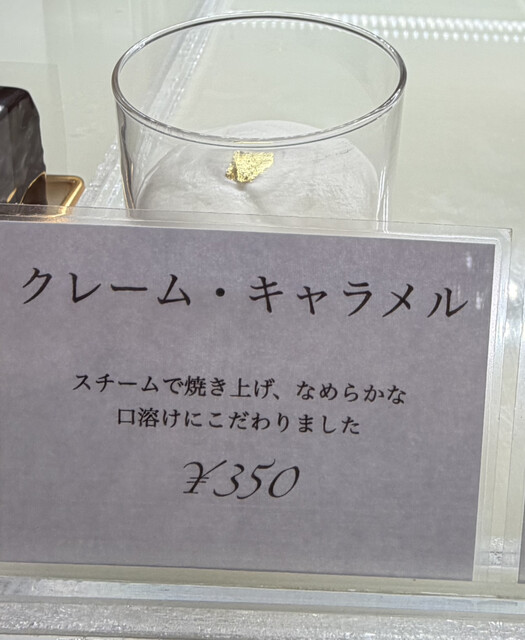 クレーム・キャラメル
スチームで焼き上げ、なめらかな
口溶けにこだわりました
¥350